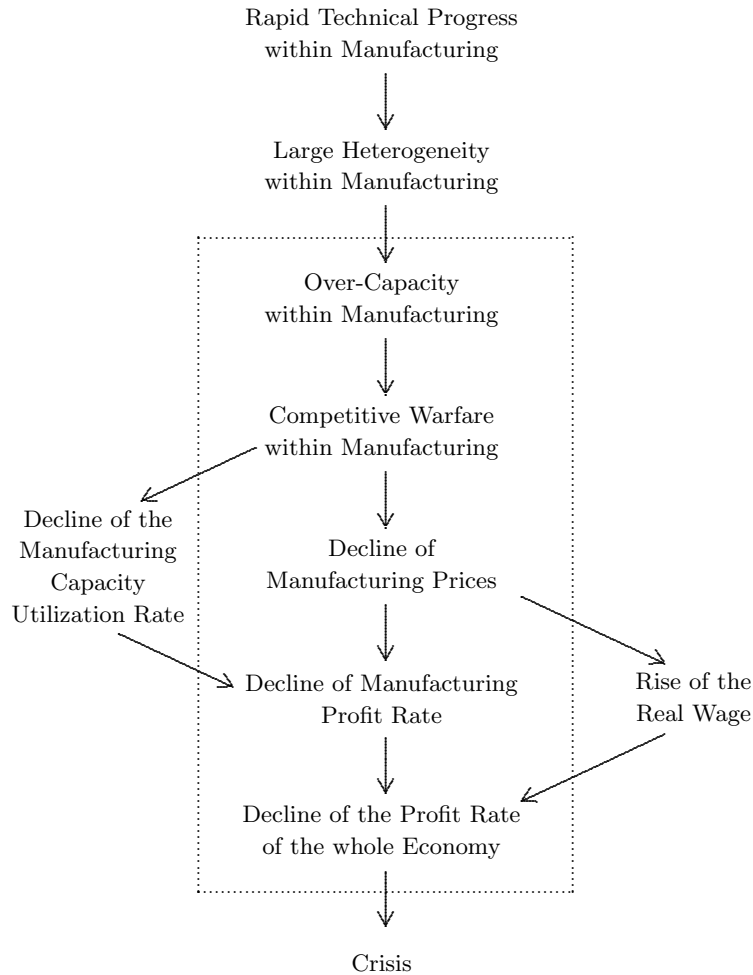 Rapid Technical Progress
within Manufacturing
Large Heterogeneity
within Manufacturing
Over-Capacity
within Manufacturing
Competitive Warfare
within Manufacturing
Decline of the
Manufacturing
Capacity
Utilization Rate
Decline of
Manufacturing Prices
Decline of Manufacturing
Profit Rate
Rise of the
Real Wage
Decline of the Profit Rate
of the whole Economy
Crisis